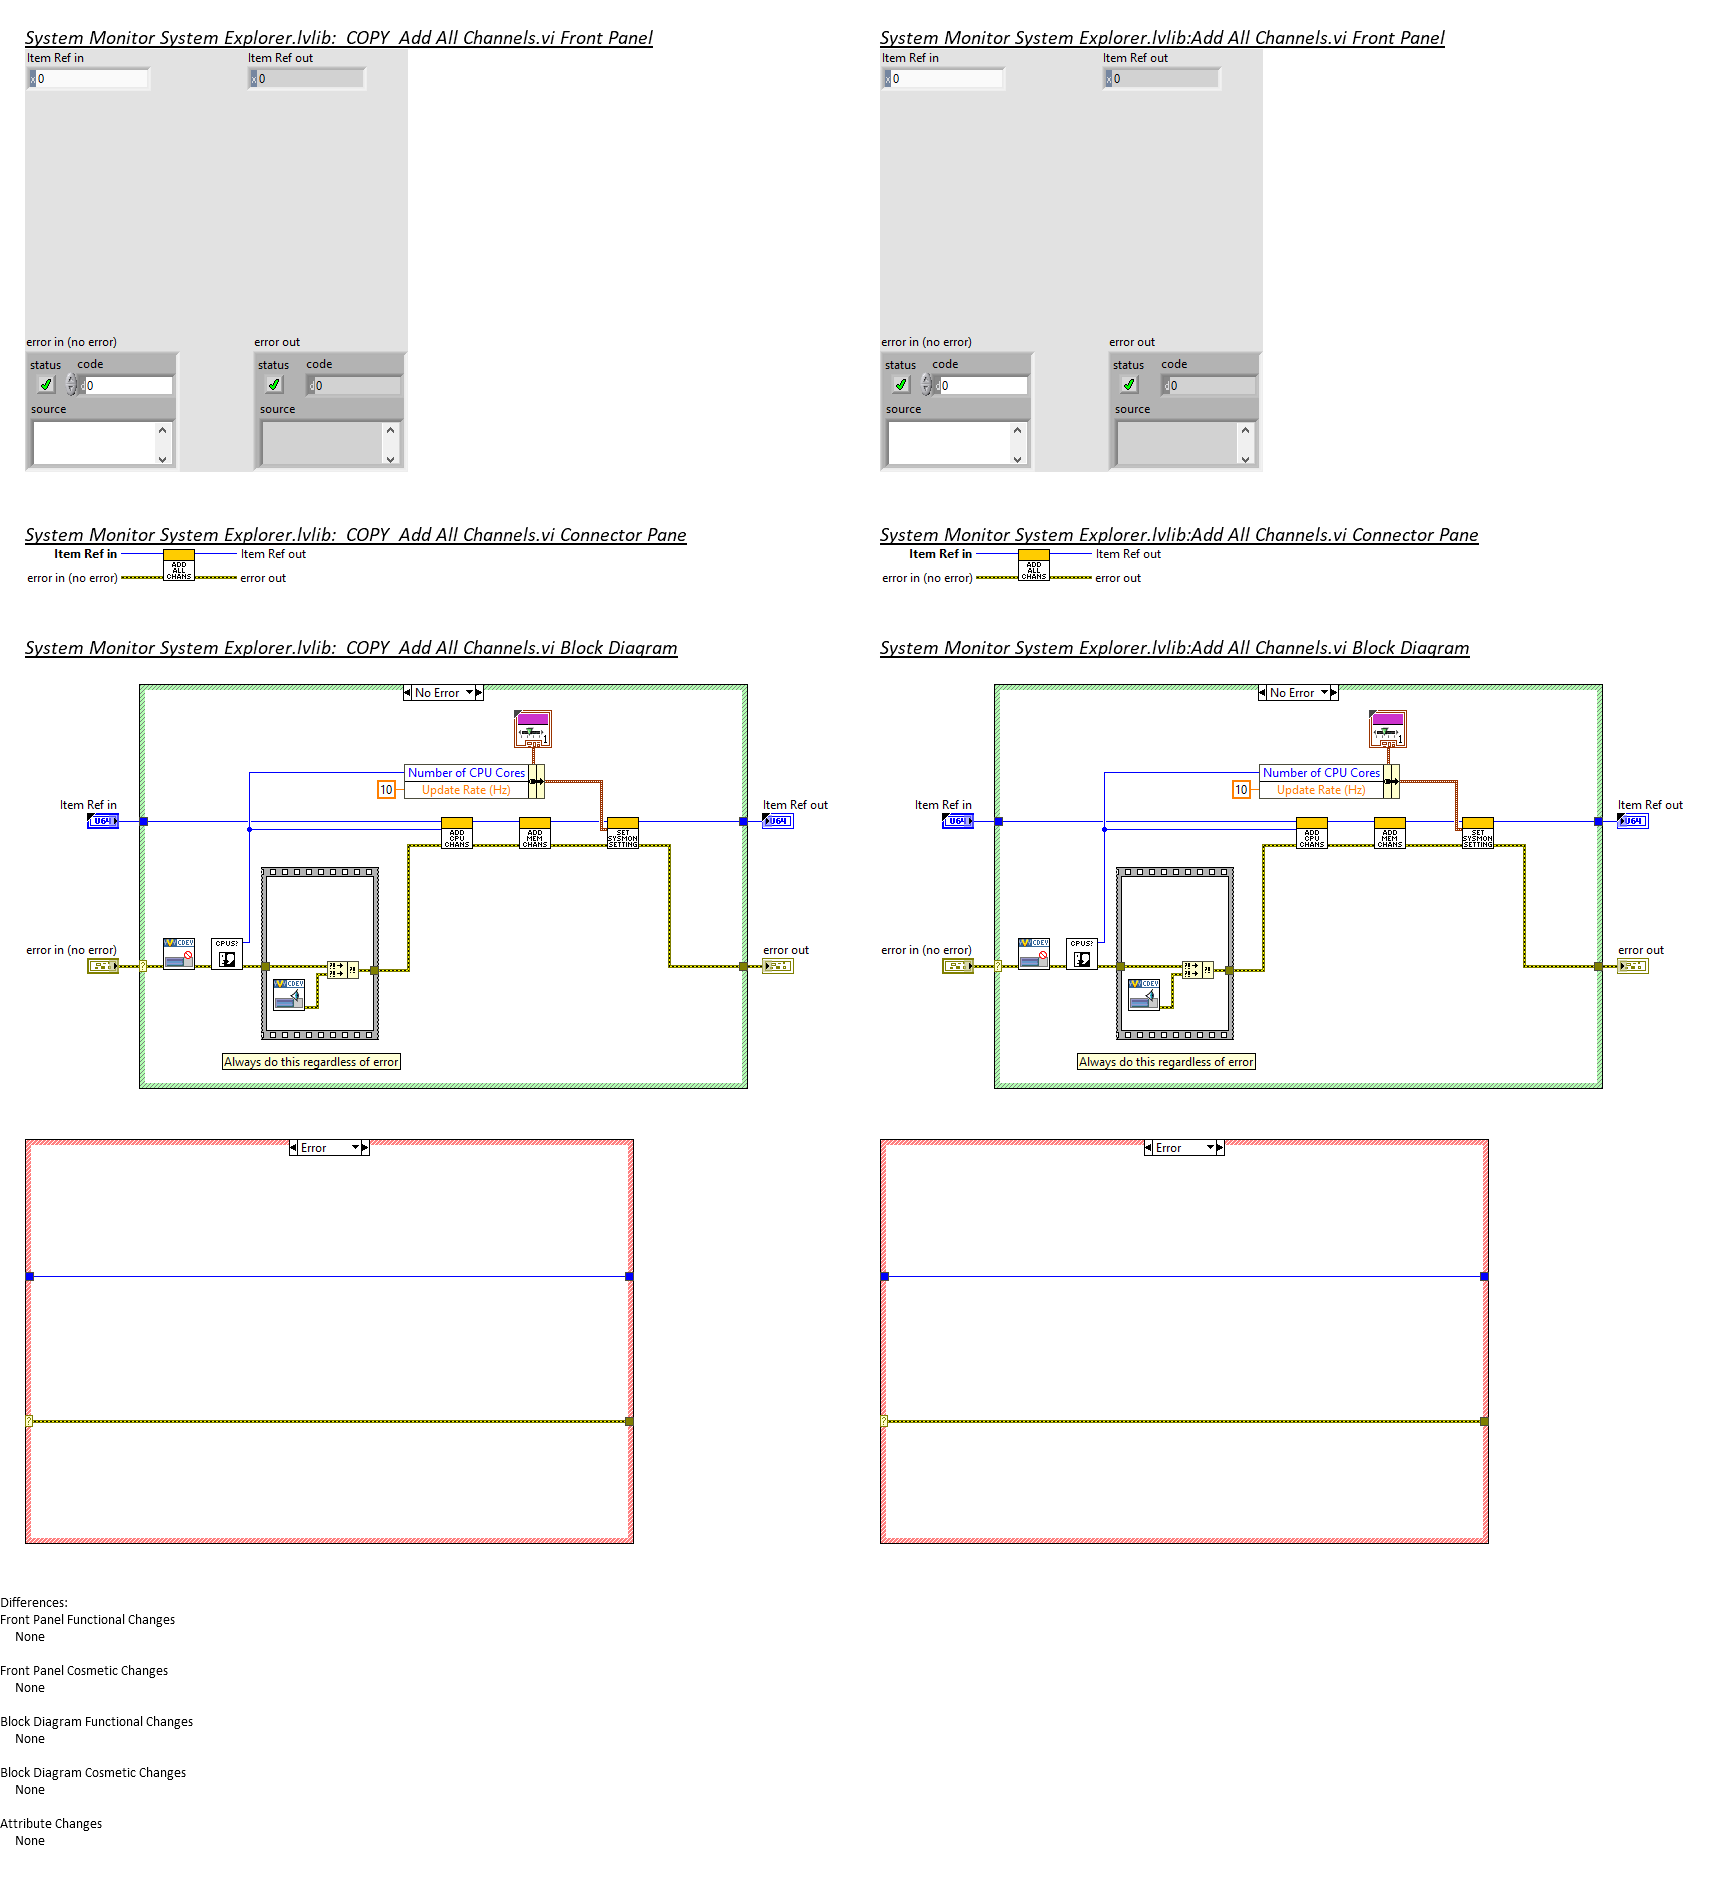 System Monitor System Explorer.lvlib:  COPY  Add All Channels.vi Front Panel
Item Ref in
Item Ref out
x 0
x 0
error in (no error)
error out
status
code
status
code
d 0
d 0
source
source
System Monitor System Explorer.lvlib:Add All Channels.vi Front Panel
Item Ref in
Item Ref out
x 0
x 0
error in (no error)
error out
status
code
status
code
d 0
d 0
source
source
System Monitor System Explorer.lvlib:  COPY  Add All Channels.vi Connector Pane
Item Ref in
Item Ref out
ADD
ALL
CHANS
error in (no error)
error out
System Monitor System Explorer.lvlib:Add All Channels.vi Connector Pane
Item Ref in
Item Ref out
ADD
ALL
CHANS
error in (no error)
error out
System Monitor System Explorer.lvlib:  COPY  Add All Channels.vi Block Diagram
No Error
1
Number of CPU Cores
10
Update Rate (Hz)
Item Ref in
Item Ref out
U64
U64
ADD
CPU
CHANS
ADD
MEM
CHANS
SET
SYSMON
SETTING
error in (no error)
error out
CDEV
CPUS?
?
?!
CDEV
Always do this regardless of error
System Monitor System Explorer.lvlib:Add All Channels.vi Block Diagram
No Error
1
Number of CPU Cores
10
Update Rate (Hz)
Item Ref in
Item Ref out
U64
U64
ADD
CPU
CHANS
ADD
MEM
CHANS
SET
SYSMON
SETTING
error in (no error)
error out
CDEV
CPUS?
?
?!
CDEV
Always do this regardless of error
Error
?
Error
?
Differences:
Front Panel Functional Changes
None
Front Panel Cosmetic Changes
None
Block Diagram Functional Changes
None
Block Diagram Cosmetic Changes
None
Attribute Changes
None